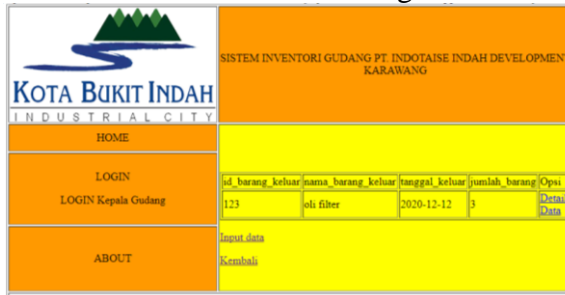 KOTA BUKIT INDAH
INDUSTRIAL CITY
SISTEM INVENTORI GUDANG PT. INDOTAISE INDAH DEVELOPMEN
KARAWANG
HOME
LOGIN
LOGIN Kepala Gudang
ABOUT
id_barang_keluar nama_barang_keluar tanggal_keluar jumlah_barang Opsi
123 oli filter 2020-12-12 3 Detail
Data
Input data
Kembali